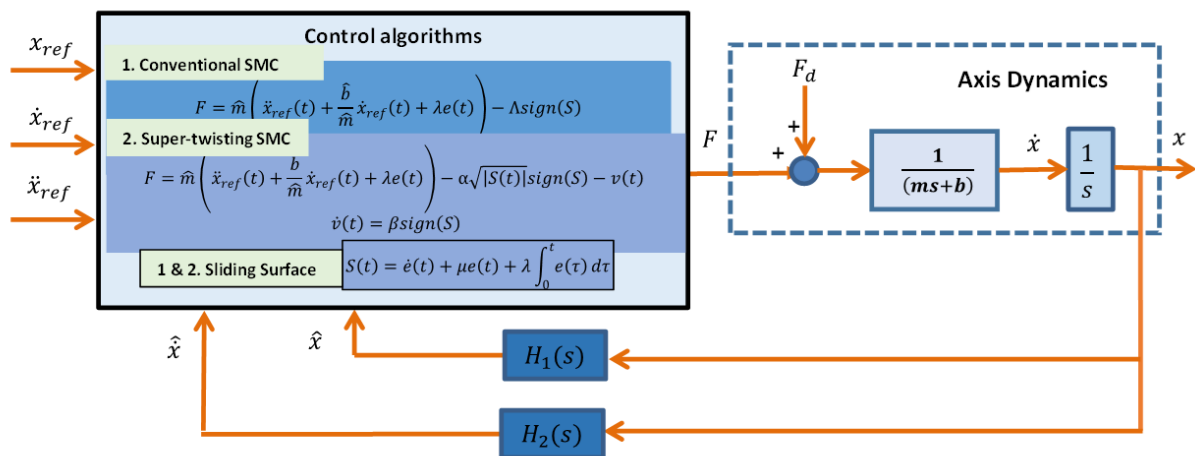 Control algorithms
x_ref
ẋ_ref
ẍ_ref
1. Conventional SMC
F = m̂ ( ẍ_ref(t) + b̂/m̂ ẋ_ref(t) + λe(t) ) − Λsign(S)
2. Super-twisting SMC
F = m̂ ( ẍ_ref(t) + b/m̂ ẋ_ref(t) + λe(t) ) − α√|S(t)| sign(S) − v(t)
v̇(t) = βsign(S)
1 & 2. Sliding Surface
S(t) = ė(t) + μe(t) + λ ∫_0^t e(τ) dτ
F
F_d
+
+
Axis Dynamics
1/(ms+b)
ẋ
1/s
x
x̂̇
x̂
H_1(s)
H_2(s)